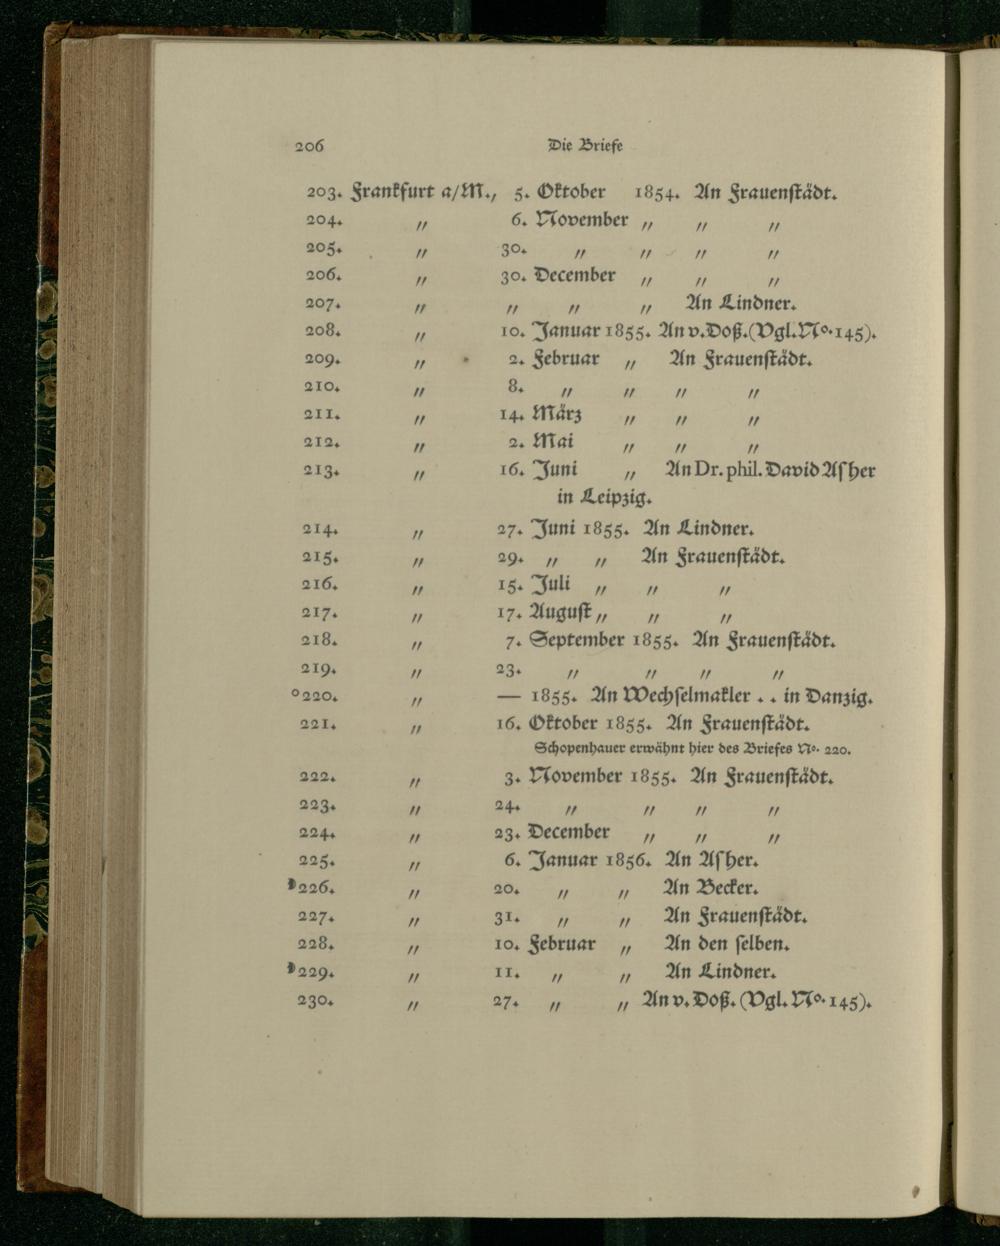 206 Die Briefe
203. Frankfurt a/M., 5. Oktober 1854. An Frauenſtädt.
204. „ 6. November „ „ „
205. „ 30. „ „ „ „
206. „ 30. December „ „ „
207. „ „ „ „ An Lindner.
208. „ 10. Januar 1855. An v. Doß. (Vgl. No. 145).
209. „ 2. Februar „ An Frauenſtädt.
210. „ 8. „ „ „ „
211. „ 14. März „ „ „
212. „ 2. Mai „ „ „
213. „ 16. Juni „ An Dr. phil. David Aſher
in Leipzig.
214. „ 27. Juni 1855. An Lindner.
215. „ 29. „ „ An Frauenſtädt.
216. „ 15. Juli „ „ „
217. „ 17. Auguſt „ „ „
218. „ 7. September 1855. An Frauenſtädt.
219. „ 23. „ „ „ „
°220. „ — 1855. An Wechſelmakler . . in Danzig.
221. „ 16. Oktober 1855. An Frauenſtädt.
Schopenhauer erwähnt hier des Briefes No. 220.
222. „ 3. November 1855. An Frauenſtädt.
223. „ 24. „ „ „ „
224. „ 23. December „ „ „
225. „ 6. Januar 1856. An Aſher.
226. „ 20. „ „ An Becker.
227. „ 31. „ „ An Frauenſtädt.
228. „ 10. Februar „ An den ſelben.
229. „ 11. „ „ An Lindner.
230. „ 27. „ „ An v. Doß. (Vgl. No. 145).